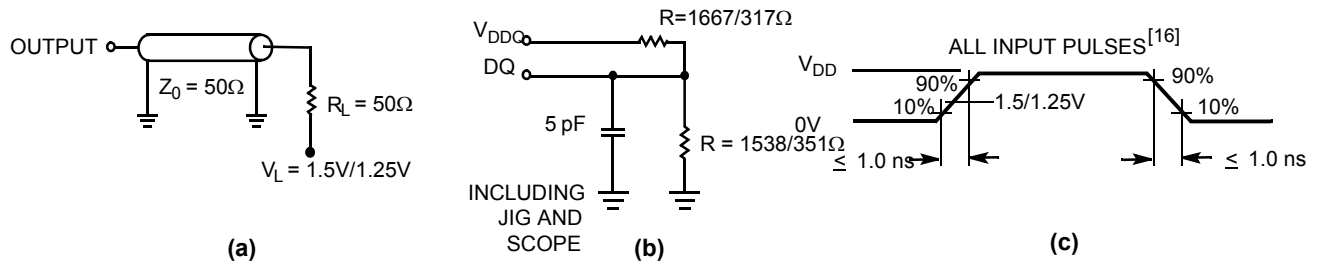 OUTPUT
Z0 = 50Ω
RL = 50Ω
VL = 1.5V/1.25V
(a)
R=1667/317Ω
VDDQ
DQ
5 pF
R = 1538/351Ω
INCLUDING
JIG AND
SCOPE
(b)
ALL INPUT PULSES[16]
VDD
90%
10%
0V
1.5/1.25V
90%
10%
≤ 1.0 ns
≤ 1.0 ns
(c)